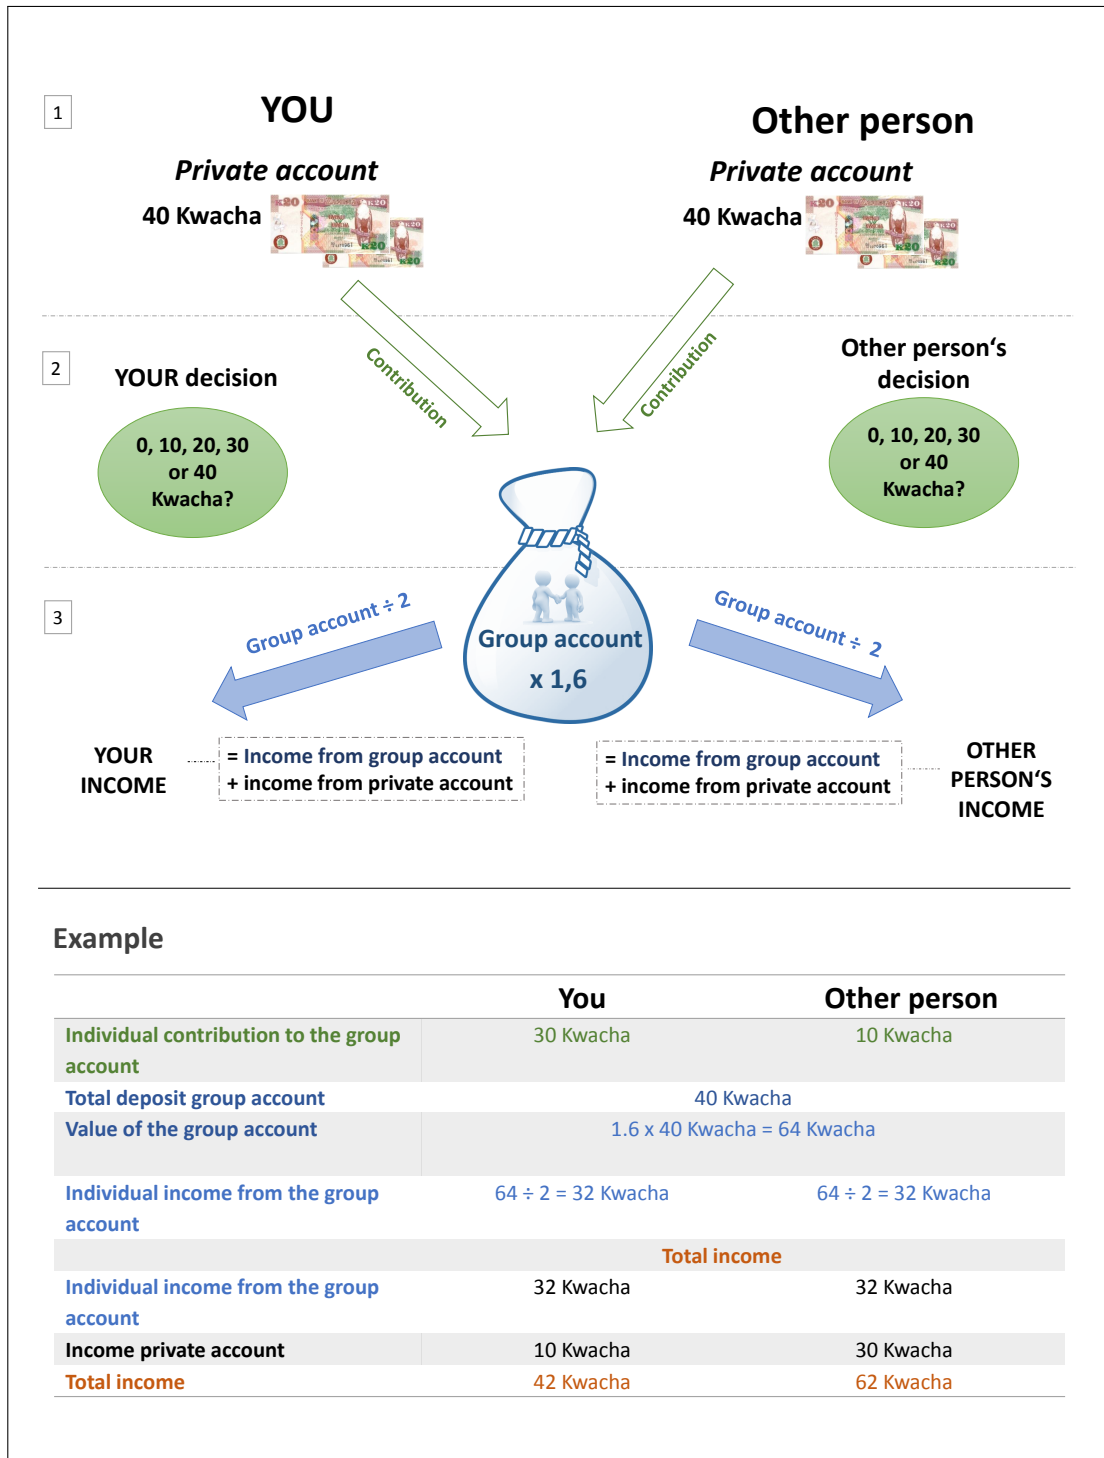 1
YOU
Other person
Private account
Private account
40 Kwacha
40 Kwacha
K20
K20
K20
K20
K20
K20
Contribution
Contribution
2
YOUR decision
Other person‘s
decision
0, 10, 20, 30
or 40
Kwacha?
0, 10, 20, 30
or 40
Kwacha?
3
Group account ÷ 2
Group account ÷ 2
Group account
x 1,6
YOUR
INCOME
= Income from group account
+ income from private account
= Income from group account
+ income from private account
OTHER
PERSON‘S
INCOME
Example
You Other person
Individual contribution to the group 30 Kwacha 10 Kwacha
account
Total deposit group account 40 Kwacha
Value of the group account 1.6 x 40 Kwacha = 64 Kwacha
Individual income from the group 64 ÷ 2 = 32 Kwacha 64 ÷ 2 = 32 Kwacha
account
Total income
Individual income from the group 32 Kwacha 32 Kwacha
account
Income private account 10 Kwacha 30 Kwacha
Total income 42 Kwacha 62 Kwacha